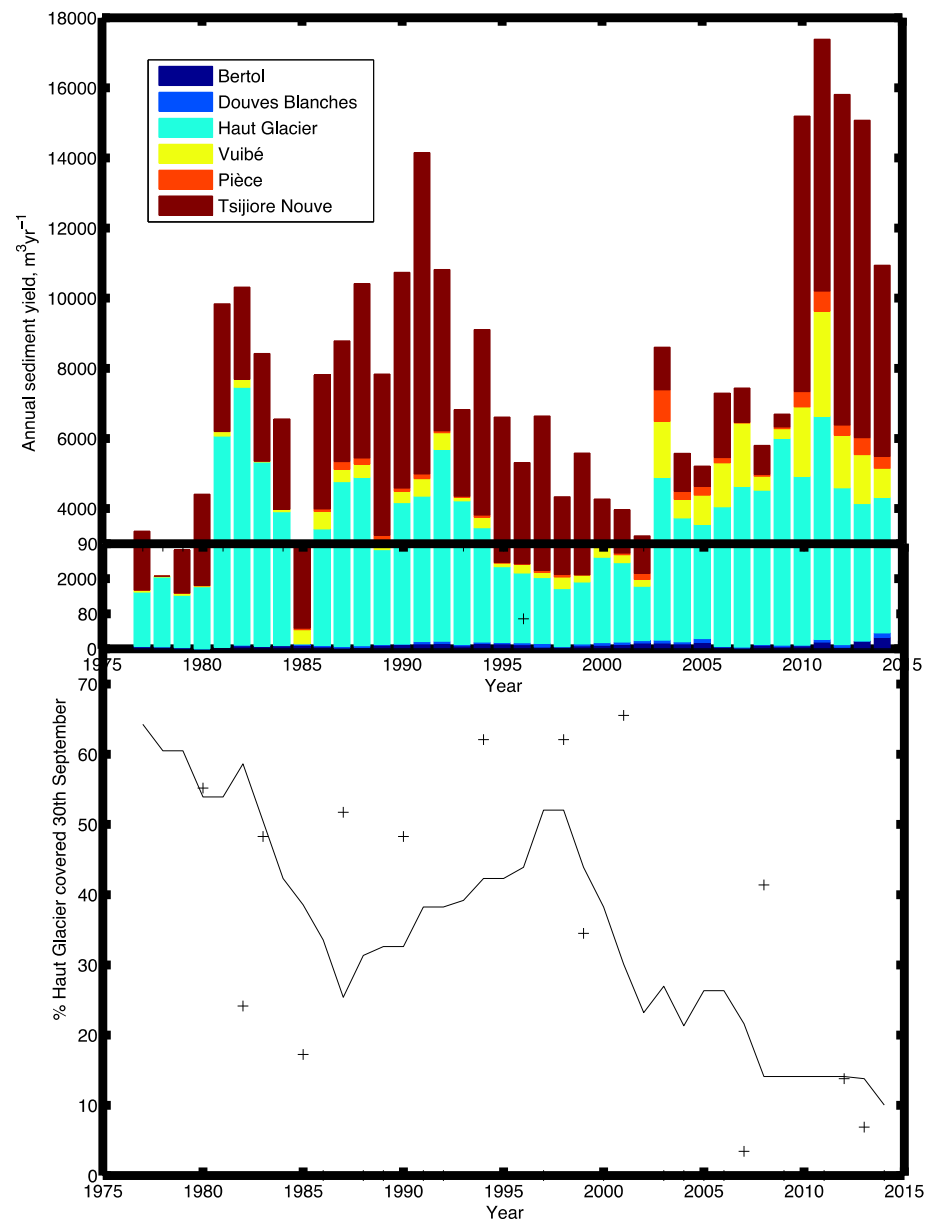 18000
16000
14000
12000
10000
8000
6000
4000
90
2000
80
0
Annual sediment yield, m³yr⁻¹
Bertol
Douves Blanches
Haut Glacier
Vuibé
Pièce
Tsijiore Nouve
1975 1980 1985 1990 1995 2000 2005 2010 2015
Year
70
60
50
40
30
20
10
0
% Haut Glacier covered 30th September
1975 1980 1985 1990 1995 2000 2005 2010 2015
Year